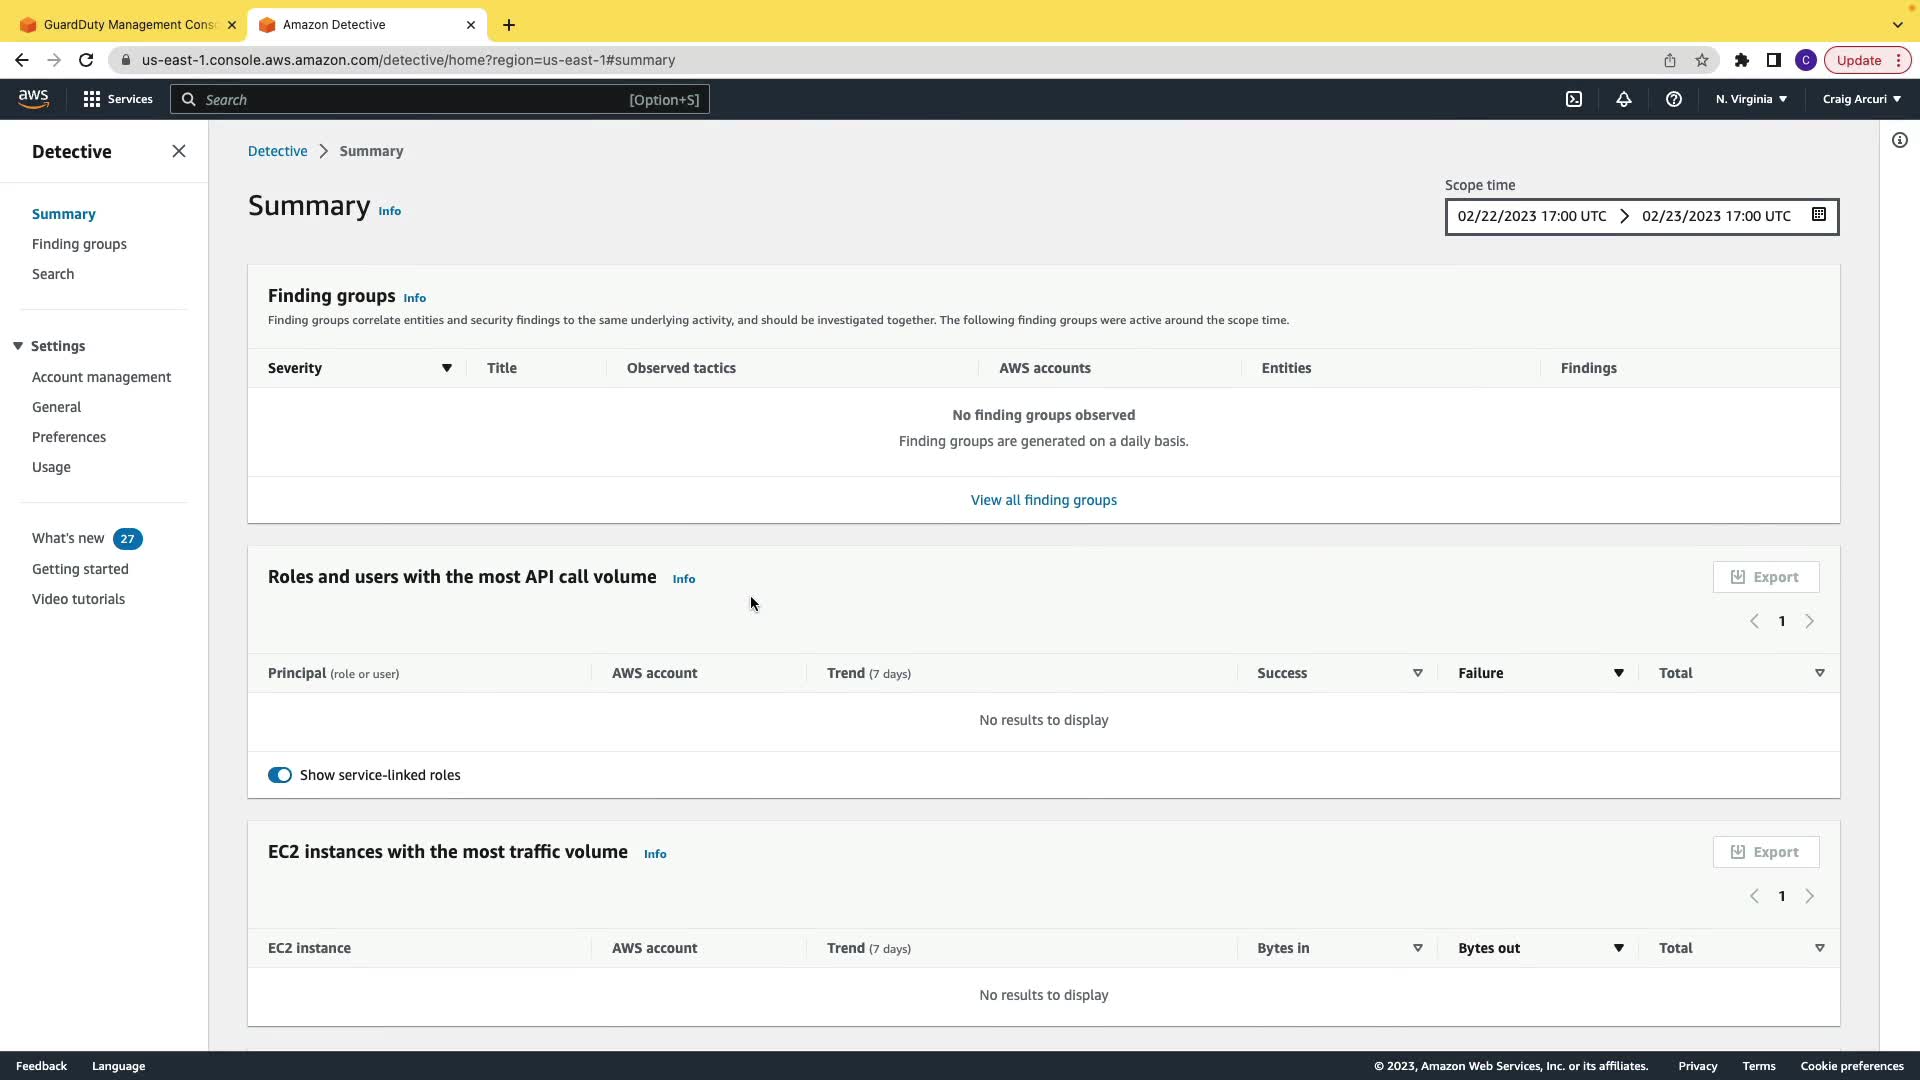 GuardDuty Management Cons
Amazon Detective
us-east-1.console.aws.amazon.com/detective/home?region=us-east-1#summary
C
Update
aws
Services
Search
[Option+S]
N. Virginia
Craig Arcuri
Detective
Summary
Finding groups
Search
Settings
Account management
General
Preferences
Usage
What's new 27
Getting started
Video tutorials
Detective > Summary
Summary Info
Scope time
02/22/2023 17:00 UTC > 02/23/2023 17:00 UTC
Finding groups Info
Finding groups correlate entities and security findings to the same underlying activity, and should be investigated together. The following finding groups were active around the scope time.
Severity Title Observed tactics AWS accounts Entities Findings
No finding groups observed
Finding groups are generated on a daily basis.
View all finding groups
Roles and users with the most API call volume Info
Export
1
Principal (role or user) AWS account Trend (7 days) Success Failure Total
No results to display
Show service-linked roles
EC2 instances with the most traffic volume Info
Export
1
EC2 instance AWS account Trend (7 days) Bytes in Bytes out Total
No results to display
Feedback Language © 2023, Amazon Web Services, Inc. or its affiliates. Privacy Terms Cookie preferences